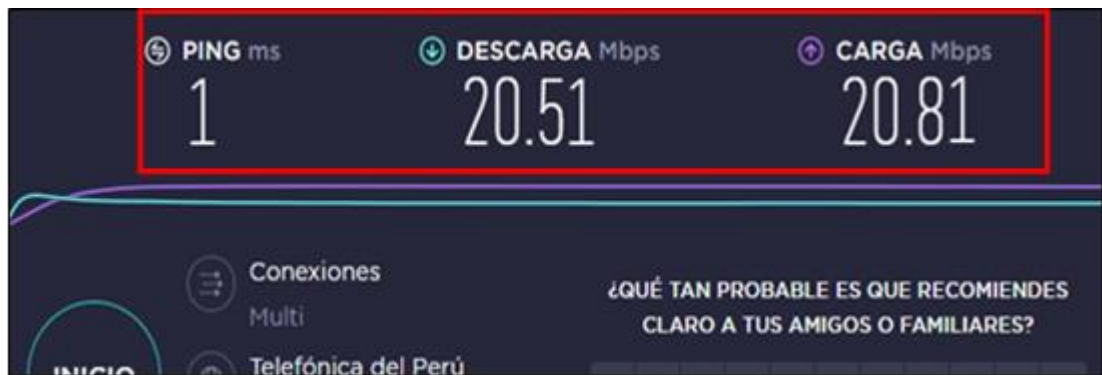 PING ms
DESCARGA Mbps
CARGA Mbps
1
20.51
20.81
Conexiones
Multi
¿QUÉ TAN PROBABLE ES QUE RECOMIENDES
CLARO A TUS AMIGOS O FAMILIARES?
INICIO
Telefónica del Perú